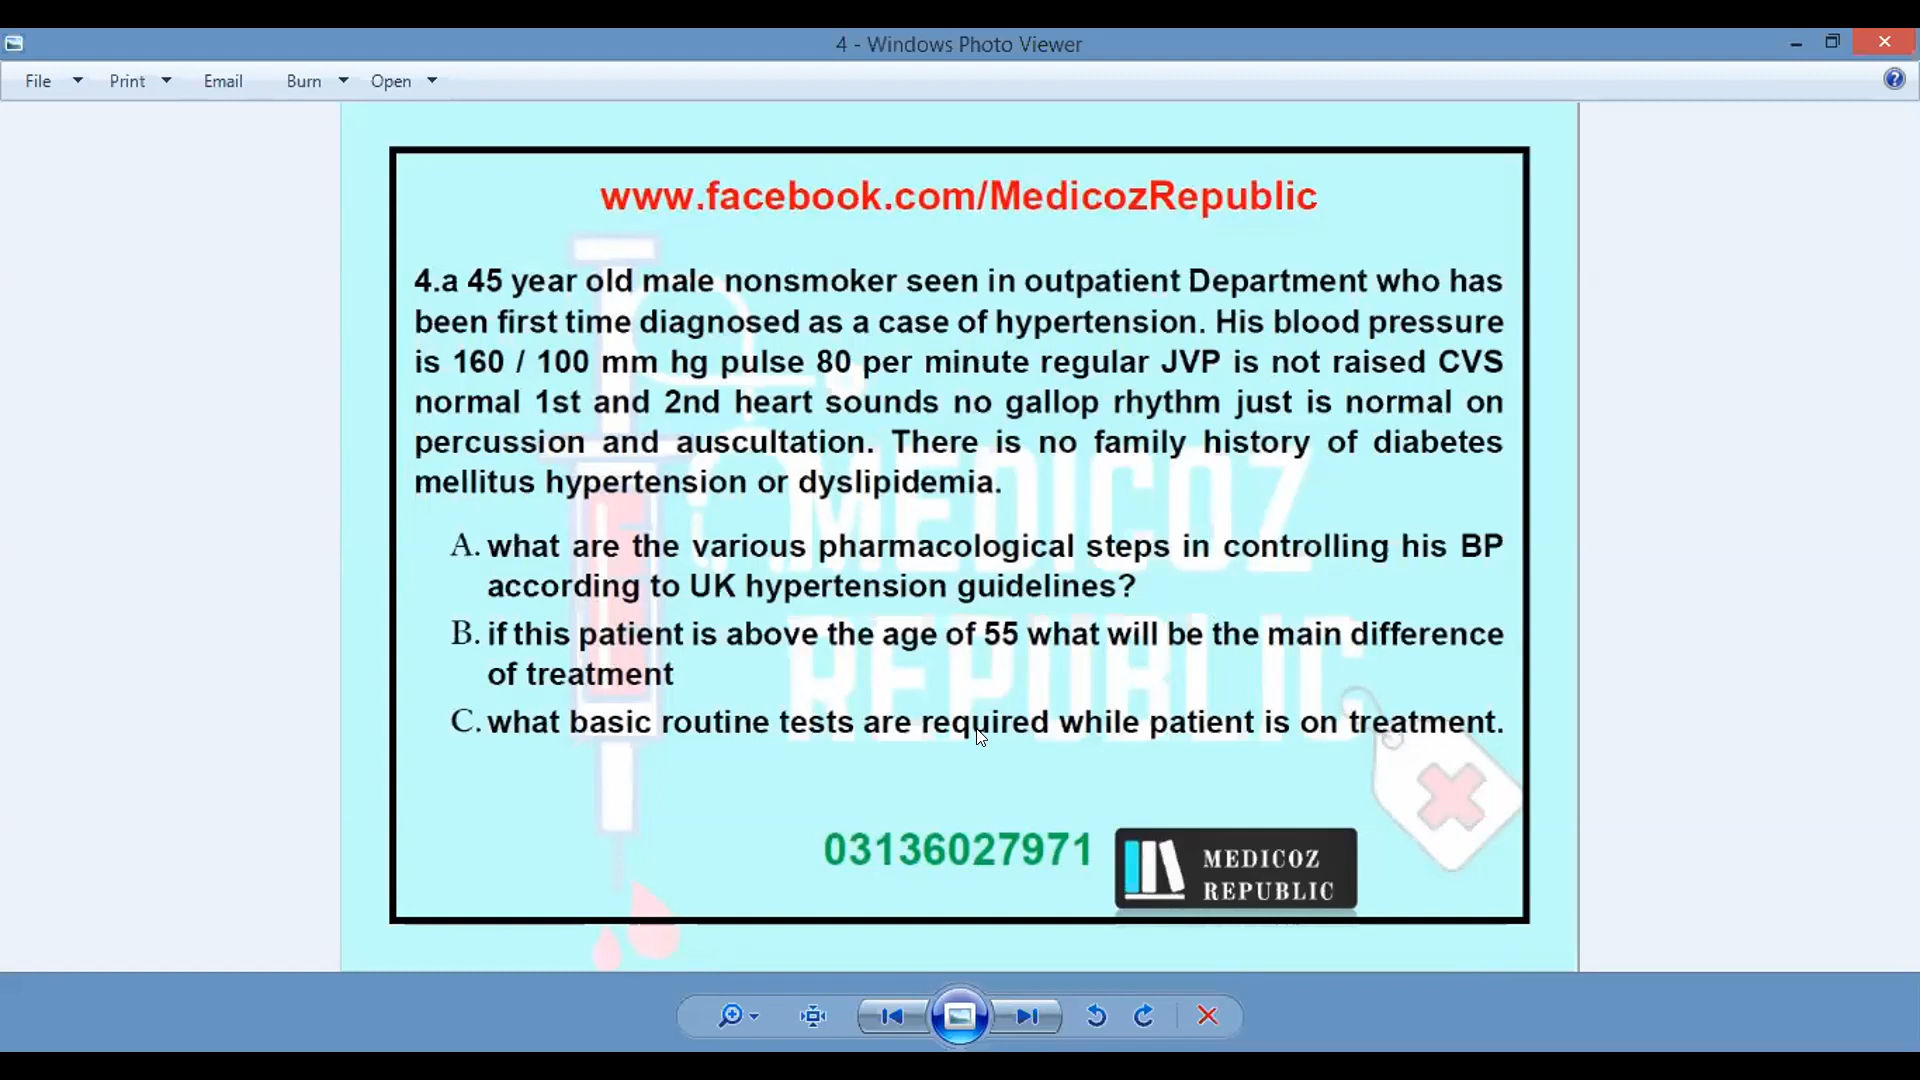 4 - Windows Photo Viewer
File Print Email Burn Open
www.facebook.com/MedicozRepublic
4.a 45 year old male nonsmoker seen in outpatient Department who has
been first time diagnosed as a case of hypertension. His blood pressure
is 160 / 100 mm hg pulse 80 per minute regular JVP is not raised CVS
normal 1st and 2nd heart sounds no gallop rhythm just is normal on
percussion and auscultation. There is no family history of diabetes
mellitus hypertension or dyslipidemia.
A. what are the various pharmacological steps in controlling his BP
according to UK hypertension guidelines?
B. if this patient is above the age of 55 what will be the main difference
of treatment
C. what basic routine tests are required while patient is on treatment.
MEDICOZ
REPUBLIC
03136027971
MEDICOZ
REPUBLIC